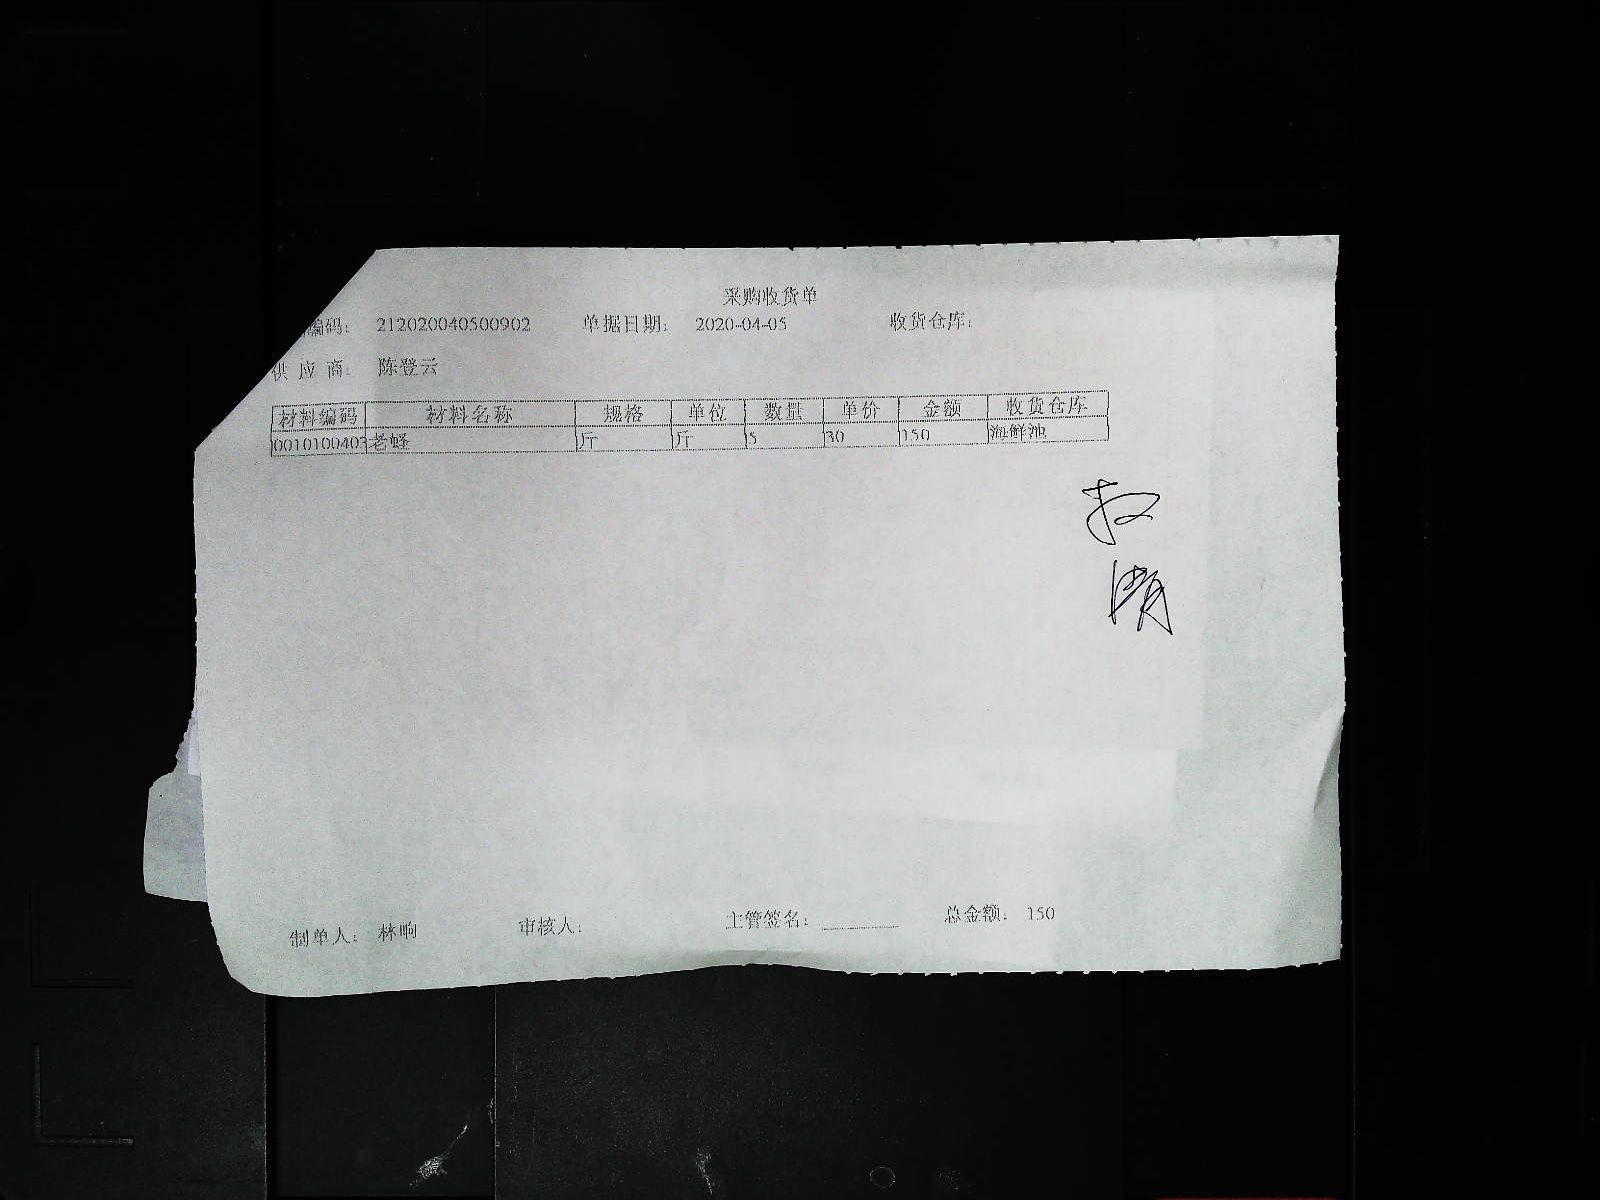 采购收货单
编码： 212020040500902 单据日期： 2020-04-05 收货仓库：
供 应 商： 陈登云
材料编码 材料名称 规格 单位 数量 单价 金额 收货仓库
0010100403 老蛏 斤 斤 5 30 150 海鲜池
制单人： 林响 审核人： 主管签名： 总金额： 150